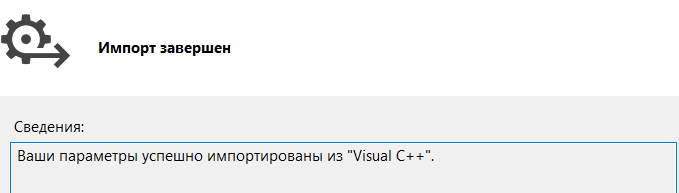 Импорт завершен
Сведения:
Ваши параметры успешно импортированы из "Visual C++".